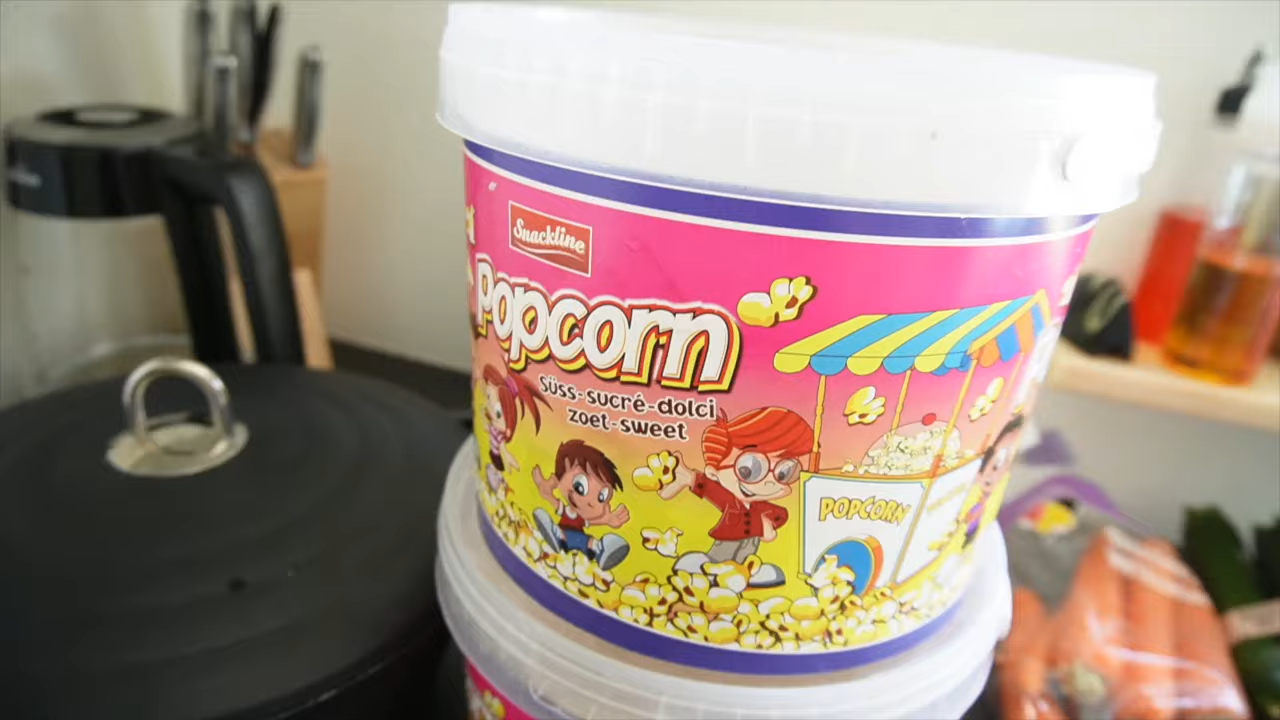 Snackline
Popcorn
Süss-sucré-dolci
zoet-sweet
POPCORN